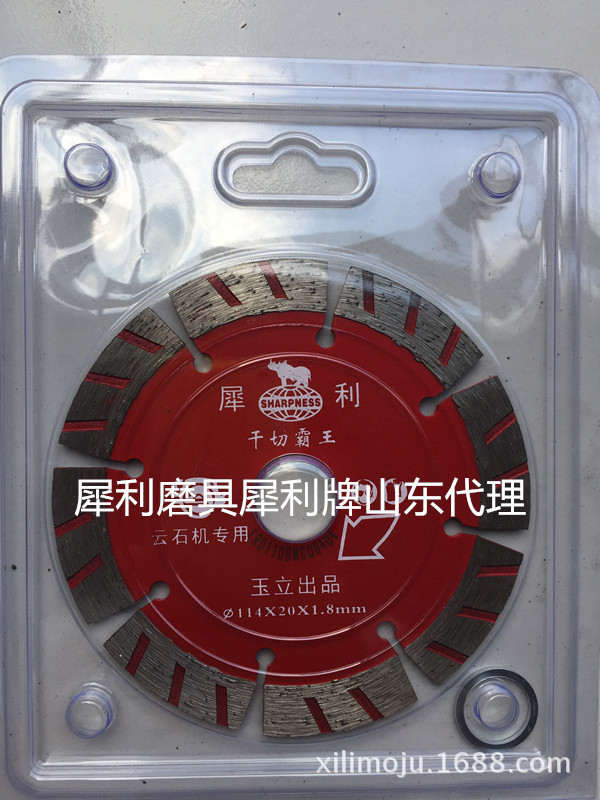 犀 利
SHARPNESS
干切霸王
犀利磨具犀利牌山东代理
云石机专用
玉立出品
Ø114X20X1.8mm
xilimoju.1688.com